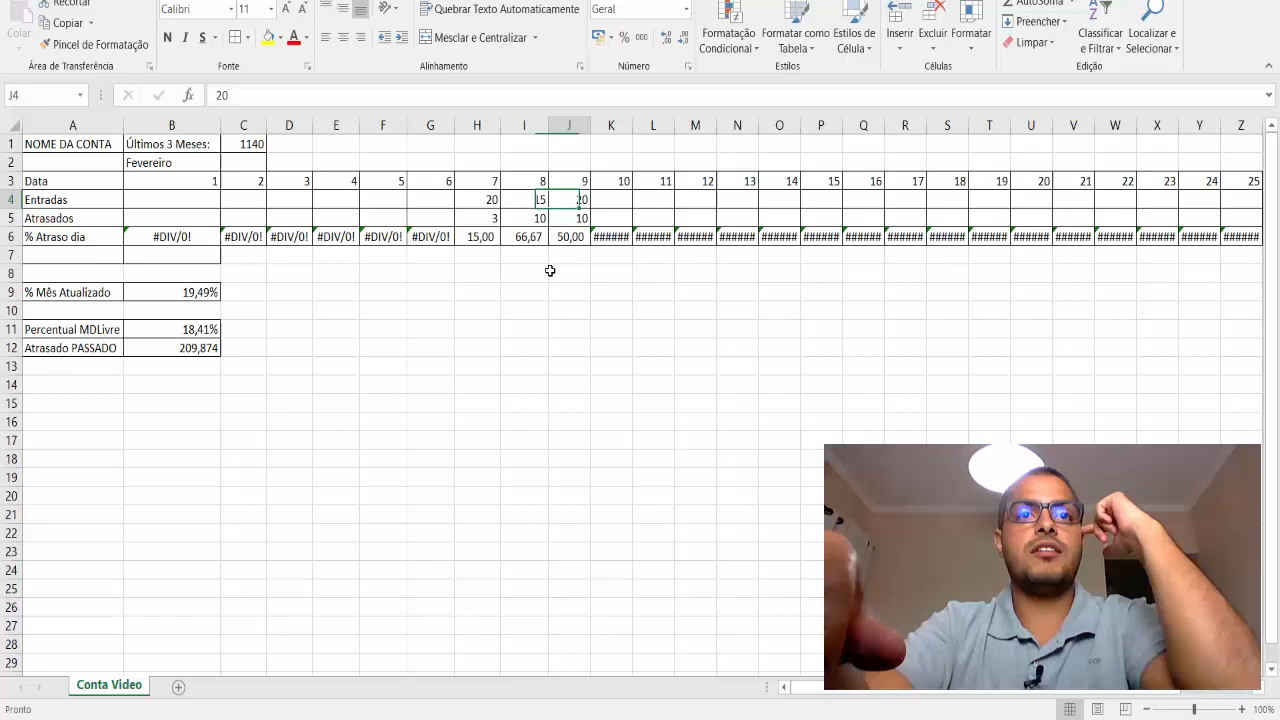 Recortar
Colar
Copiar
Pincel de Formatação
Área de Transferência
Calibri 11 A A
N I S A
Fonte
Quebrar Texto Automaticamente
Mesclar e Centralizar
Alinhamento
Geral
% 000
Número
Formatação Condicional
Formatar como Tabela
Estilos de Célula
Estilos
Inserir
Excluir
Formatar
Células
AutoSoma
Preencher
Limpar
Classificar e Filtrar
Localizar e Selecionar
Edição
J4 fx 20
A B C D E F G H I J K L M N O P Q R S T U V W X Y Z
1 NOME DA CONTA Últimos 3 Meses: 1140
2 Fevereiro
3 Data 1 2 3 4 5 6 7 8 9 10 11 12 13 14 15 16 17 18 19 20 21 22 23 24 25
4 Entradas 20 15 20
5 Atrasados 3 10 10
6 % Atraso dia #DIV/0! #DIV/0! #DIV/0! #DIV/0! #DIV/0! #DIV/0! 15,00 66,67 50,00 ###### ###### ###### ###### ###### ###### ###### ###### ###### ###### ###### ###### ###### ###### ###### ######
7
8
9 % Mês Atualizado 19,49%
10
11 Percentual MDLivre 18,41%
12 Atrasado PASSADO 209,874
13
14
15
16
17
18
19
20
21
22
23
24
25
26
27
28
29
Conta Video
Pronto
100%